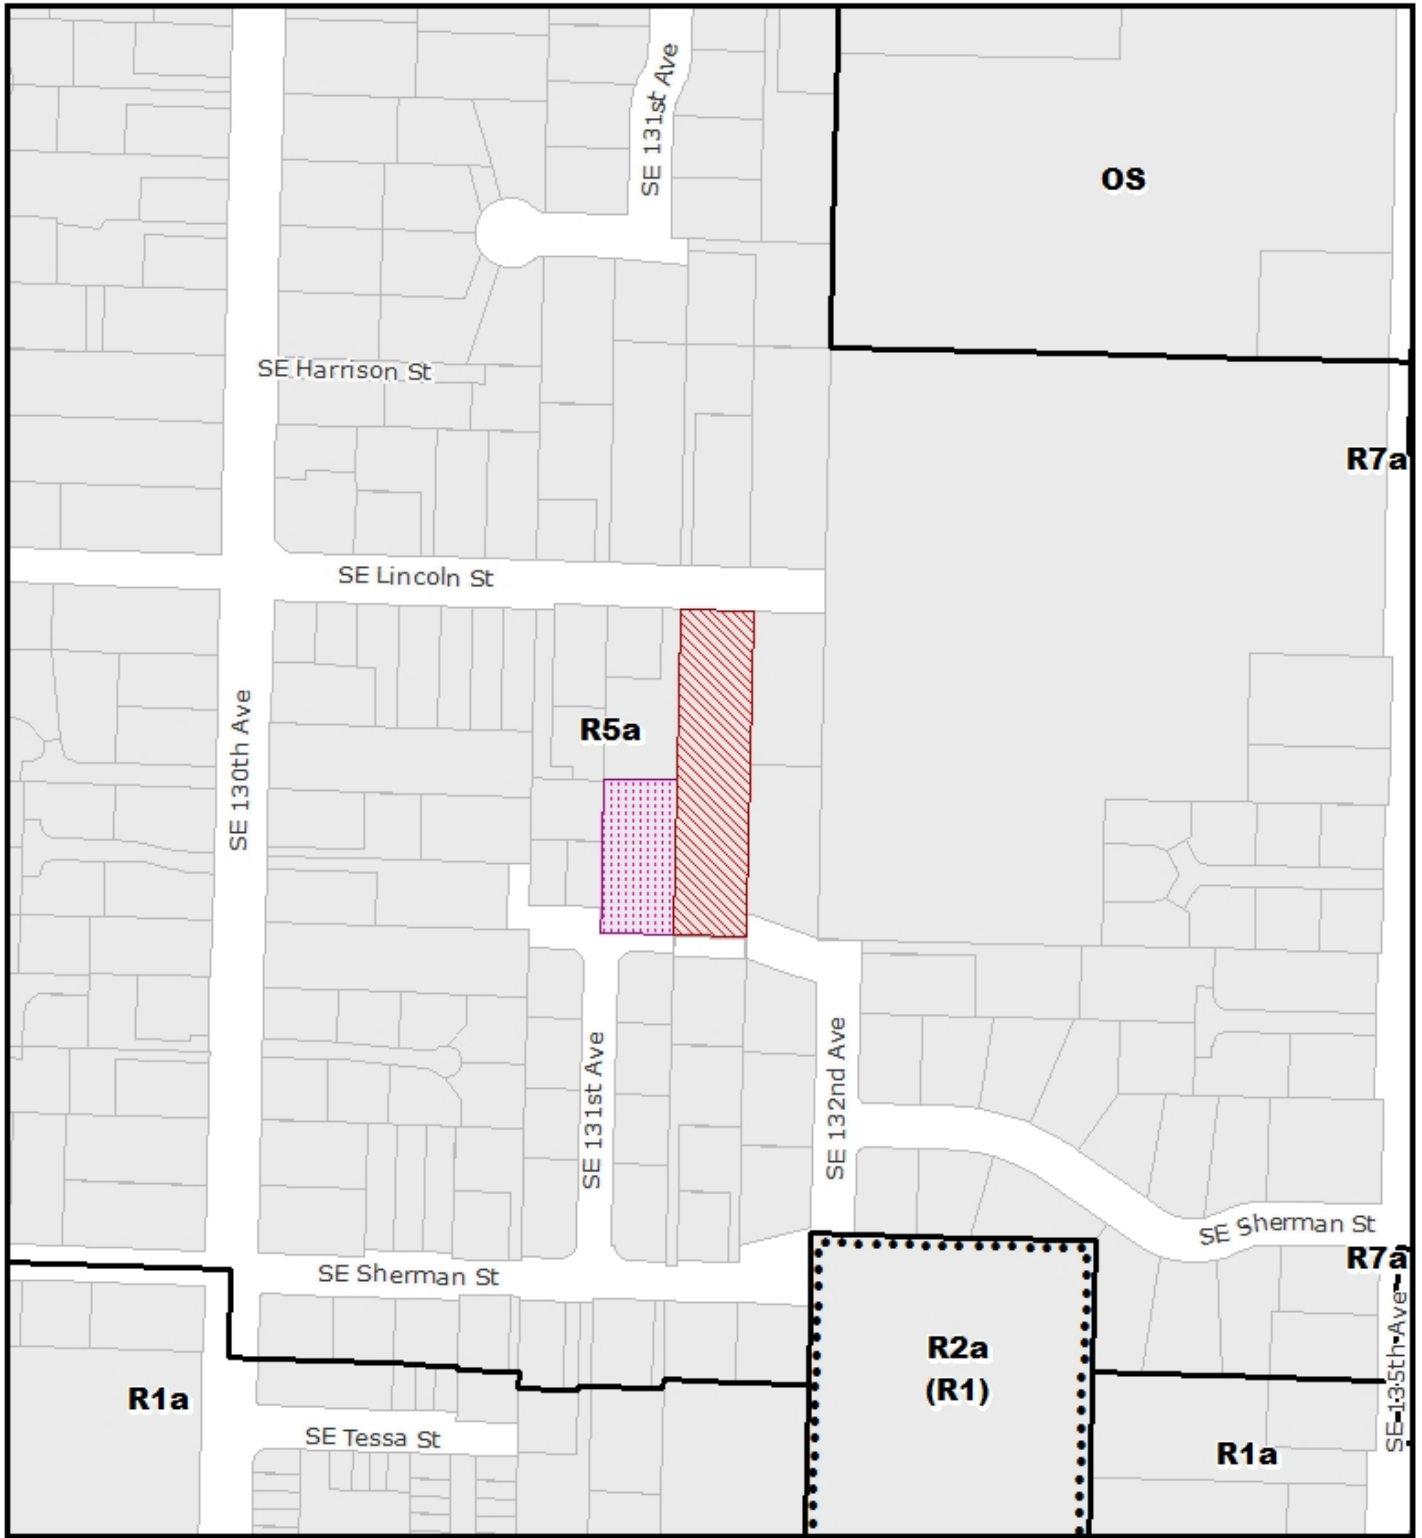 SE 131st Ave
OS
SE Harrison St
R7a
SE Lincoln St
R5a
SE 130th Ave
SE 131st Ave
SE 132nd Ave
SE Sherman St
R7a
SE Sherman St
SE 135th Ave
R2a
(R1)
R1a
SE Tessa St
R1a